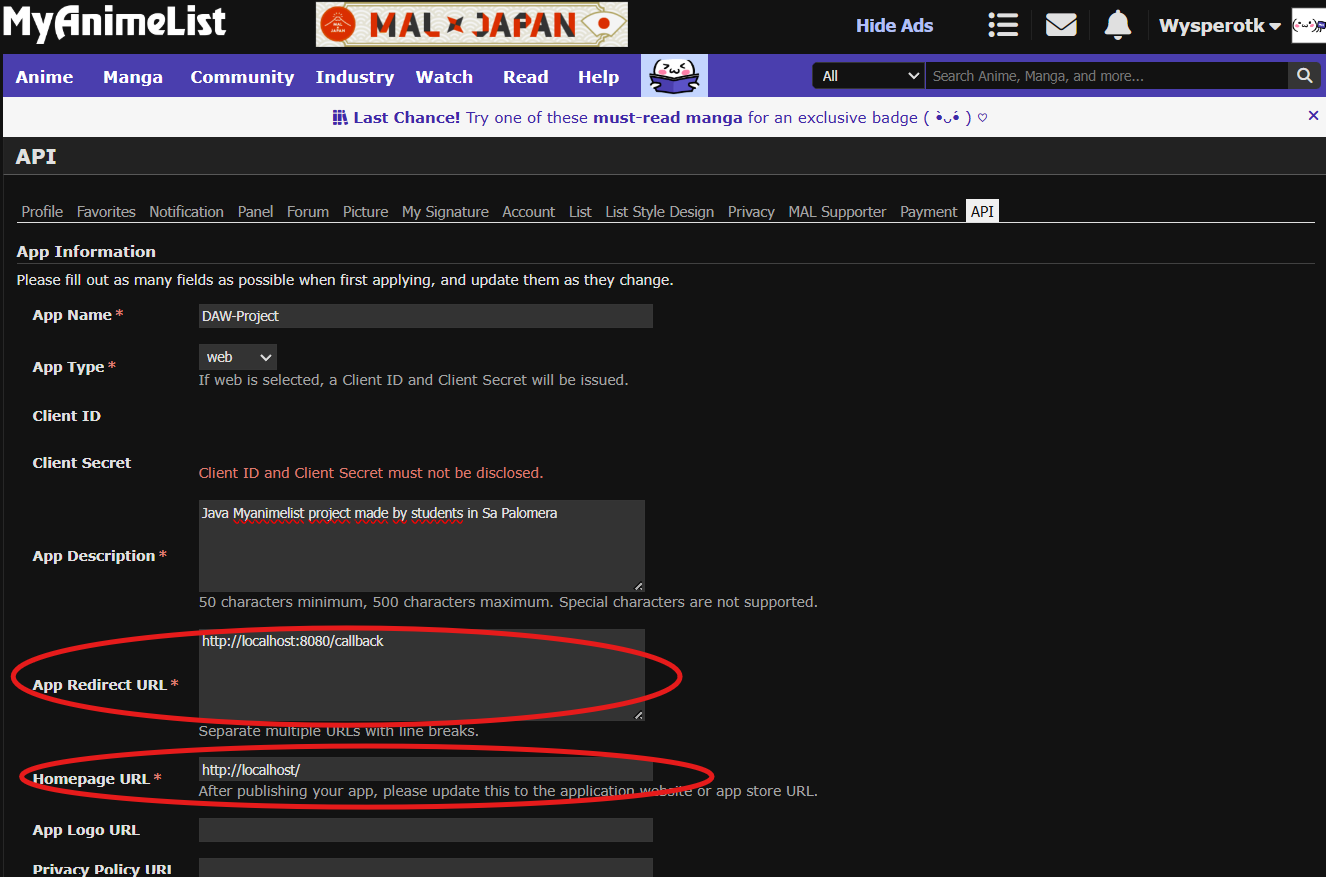 MyAnimeList
MAL JAPAN
MAL JAPAN
Hide Ads
Wysperotk
Anime Manga Community Industry Watch Read Help
All
Search Anime, Manga, and more...
Last Chance! Try one of these must-read manga for an exclusive badge ( •̀ᴗ•́ ) ♡
×
API
Profile Favorites Notification Panel Forum Picture My Signature Account List List Style Design Privacy MAL Supporter Payment API
App Information
Please fill out as many fields as possible when first applying, and update them as they change.
App Name *
DAW-Project
App Type *
web
If web is selected, a Client ID and Client Secret will be issued.
Client ID
Client Secret
Client ID and Client Secret must not be disclosed.
App Description *
Java Myanimelist project made by students in Sa Palomera
50 characters minimum, 500 characters maximum. Special characters are not supported.
App Redirect URL *
http://localhost:8080/callback
Separate multiple URLs with line breaks.
Homepage URL *
http://localhost/
After publishing your app, please update this to the application website or app store URL.
App Logo URL
Privacy Policy URL